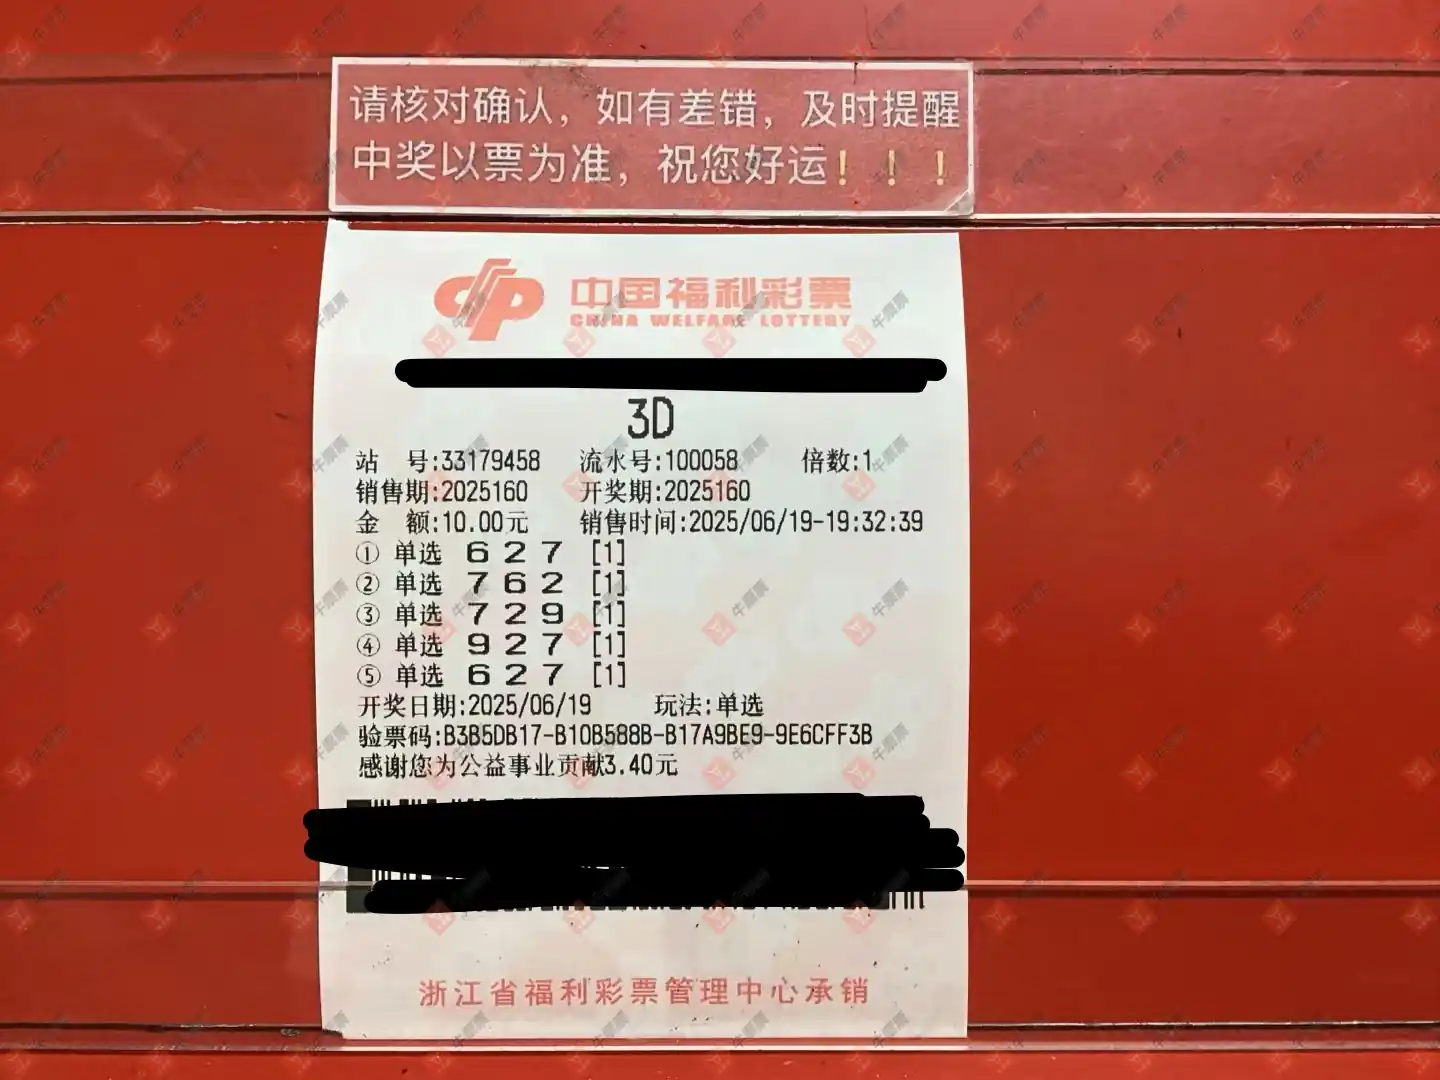 请核对确认，如有差错，及时提醒
中奖以票为准，祝您好运！！！
中国福利彩票
CHINA WELFARE LOTTERY
3D
站 号:33179458 流水号:100058 倍数:1
销售期:2025160 开奖期:2025160
金 额:10.00元 销售时间:2025/06/19-19:32:39
① 单选 6 2 7 [1]
② 单选 7 6 2 [1]
③ 单选 7 2 9 [1]
④ 单选 9 2 7 [1]
⑤ 单选 6 2 7 [1]
开奖日期:2025/06/19 玩法:单选
验票码:B3B5DB17-B10B588B-B17A9BE9-9E6CFF3B
感谢您为公益事业贡献3.40元
浙江省福利彩票管理中心承销
牛票票